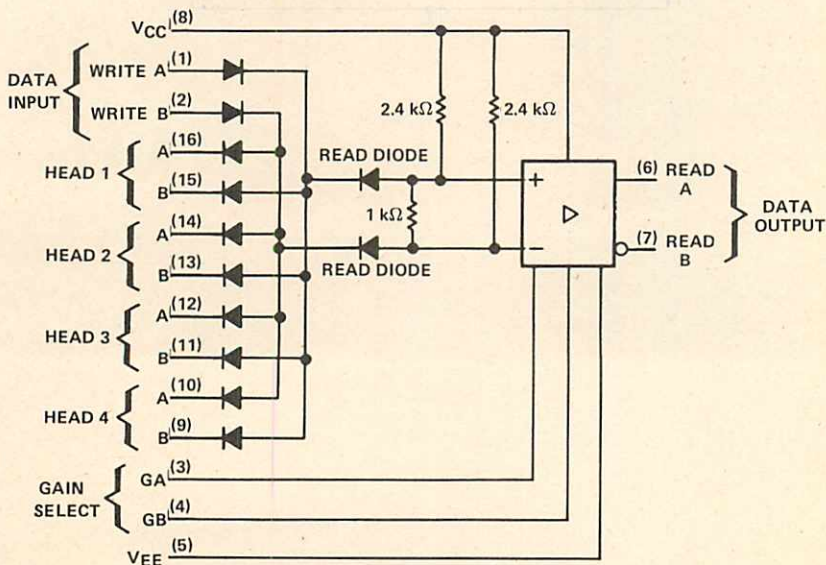 VCC (8)
DATA
INPUT
WRITE A (1)
WRITE B (2)
2.4 kΩ
2.4 kΩ
HEAD 1
A (16)
B (15)
READ DIODE
1 kΩ
READ DIODE
+
−
(6) READ
A
(7) READ
B
DATA
OUTPUT
HEAD 2
A (14)
B (13)
HEAD 3
A (12)
B (11)
HEAD 4
A (10)
B (9)
GAIN
SELECT
GA (3)
GB (4)
VEE (5)